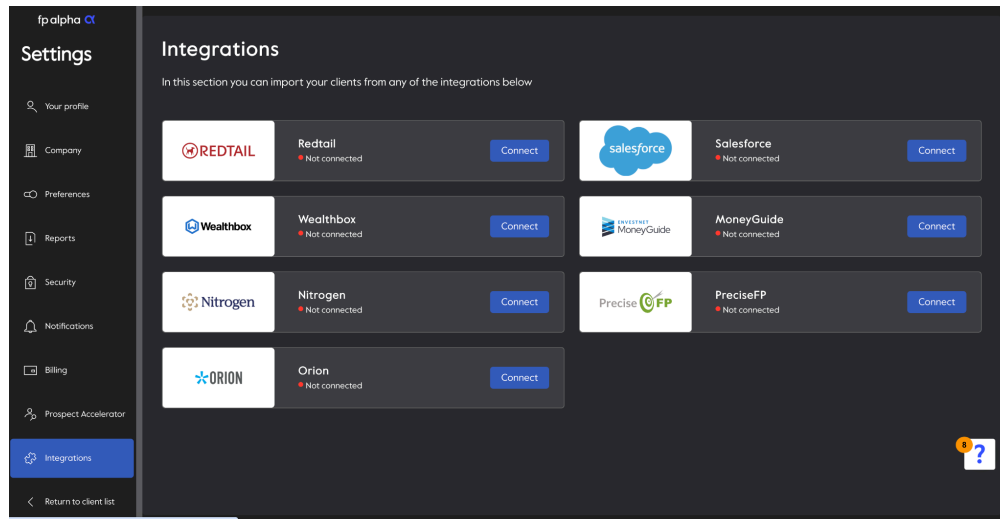 fpalpha α
Settings
Your profile
Company
Preferences
Reports
Security
Notifications
Billing
Prospect Accelerator
Integrations
Return to client list
Integrations
In this section you can import your clients from any of the integrations below
REDTAIL
Redtail
Not connected
Connect
salesforce
Salesforce
Not connected
Connect
Wealthbox
Wealthbox
Not connected
Connect
ENVESTNET
MoneyGuide
MoneyGuide
Not connected
Connect
Nitrogen
Nitrogen
Not connected
Connect
Precise FP
PreciseFP
Not connected
Connect
ORION
Orion
Not connected
Connect
8
?